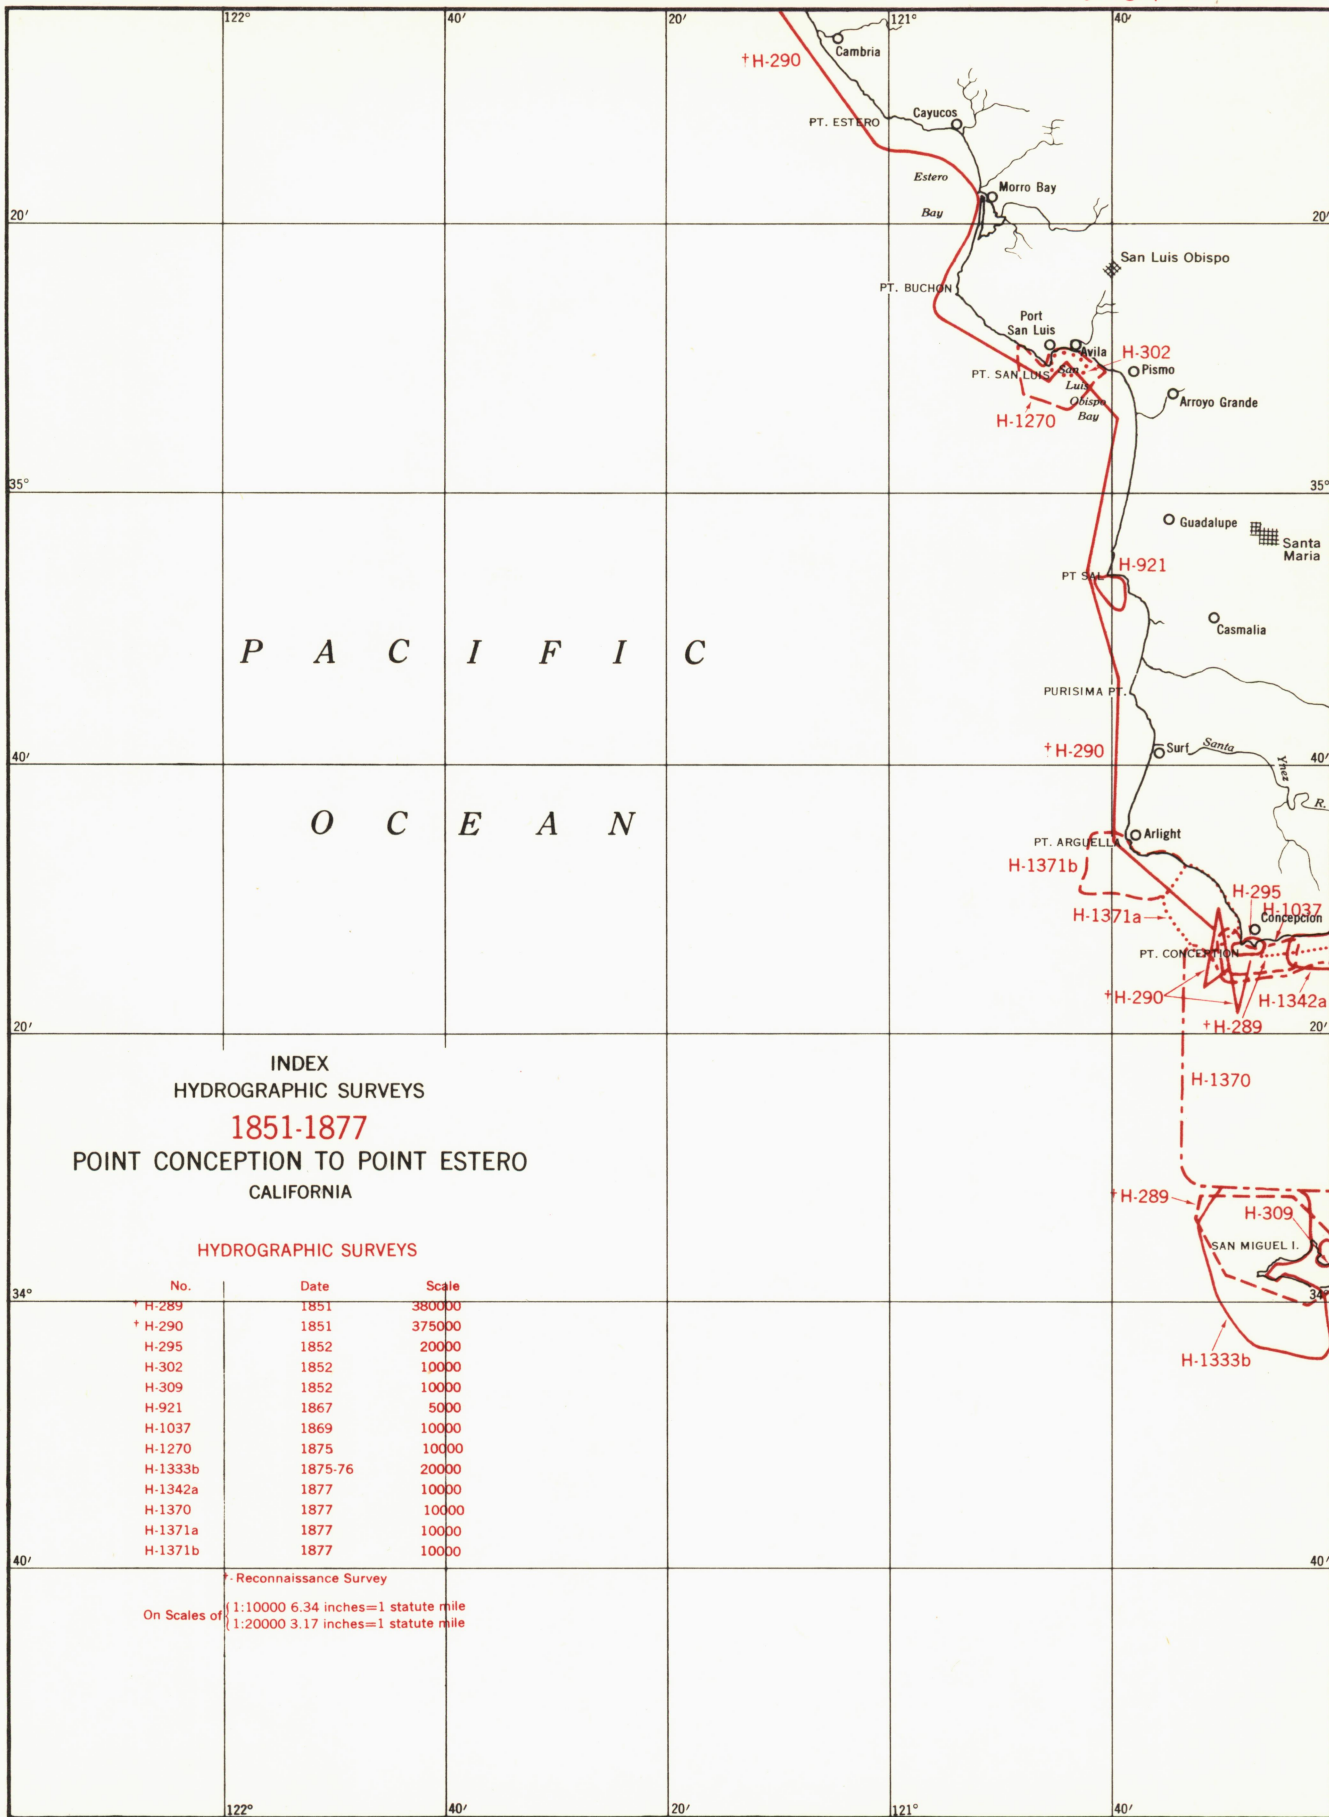 122° 40′ 20′ 121° 40′
Cambria
†H-290
PT. ESTERO
Cayucos
Estero
Bay
Morro Bay
20′ 20′
San Luis Obispo
PT. BUCHON
Port
San Luis
Avila
H-302
PT. SAN LUIS
San
Luis
Obispo
Bay
Pismo
Arroyo Grande
H-1270
35° 35°
Guadalupe
Santa
Maria
PT SAL
H-921
Casmalia
PACIFIC
PURISIMA PT.
†H-290
Surf
Santa
Ynez
R.
40′ 40′
OCEAN
PT. ARGUELLA
Arlight
H-1371b
H-295
H-1371a
H-1037
Concepcion
PT. CONCEPTION
†H-290
H-1342a
†H-289
20′ 20′
H-1370
INDEX
HYDROGRAPHIC SURVEYS
1851-1877
POINT CONCEPTION TO POINT ESTERO
CALIFORNIA
†H-289
H-309
SAN MIGUEL I.
H-1333b
HYDROGRAPHIC SURVEYS
No. Date Scale
34° 34°
† H-289 1851 380000
† H-290 1851 375000
H-295 1852 20000
H-302 1852 10000
H-309 1852 10000
H-921 1867 5000
H-1037 1869 10000
H-1270 1875 10000
H-1333b 1875-76 20000
H-1342a 1877 10000
H-1370 1877 10000
H-1371a 1877 10000
H-1371b 1877 10000
40′ 40′
†-Reconnaissance Survey
On Scales of { 1:10000 6.34 inches=1 statute mile
{ 1:20000 3.17 inches=1 statute mile
122° 40′ 20′ 121° 40′